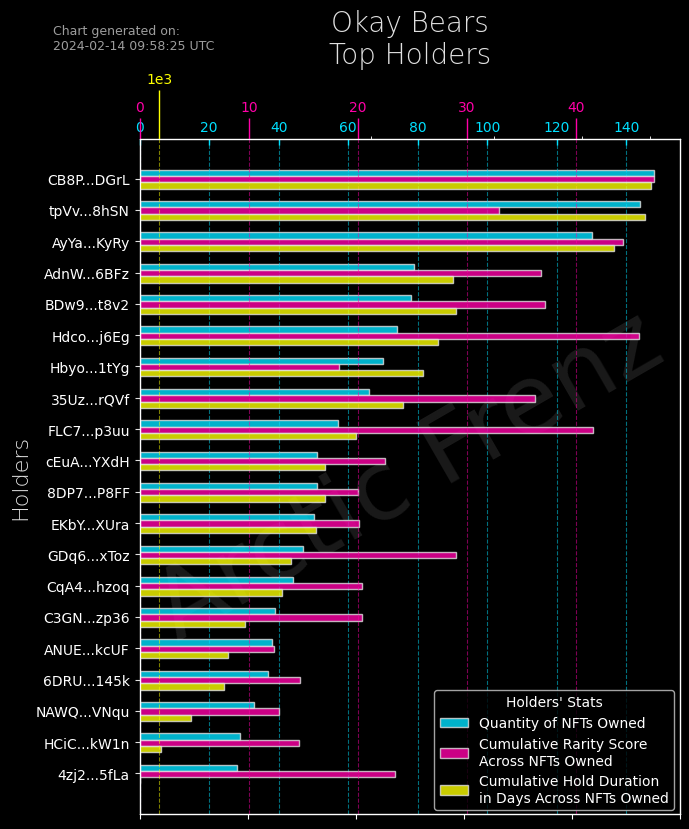 Chart generated on:
2024-02-14 09:58:25 UTC
Okay Bears
Top Holders
1e3
0 10 20 30 40
0 20 40 60 80 100 120 140
Holders
CB8P...DGrL
tpVv...8hSN
AyYa...KyRy
AdnW...6BFz
BDw9...t8v2
Hdco...j6Eg
Hbyo...1tYg
35Uz...rQVf
FLC7...p3uu
cEuA...YXdH
8DP7...P8FF
EKbY...XUra
GDq6...xToz
CqA4...hzoq
C3GN...zp36
ANUE...kcUF
6DRU...145k
NAWQ...VNqu
HCiC...kW1n
4zj2...5fLa
Arctic Frenz
Holders' Stats
Quantity of NFTs Owned
Cumulative Rarity Score
Across NFTs Owned
Cumulative Hold Duration
in Days Across NFTs Owned